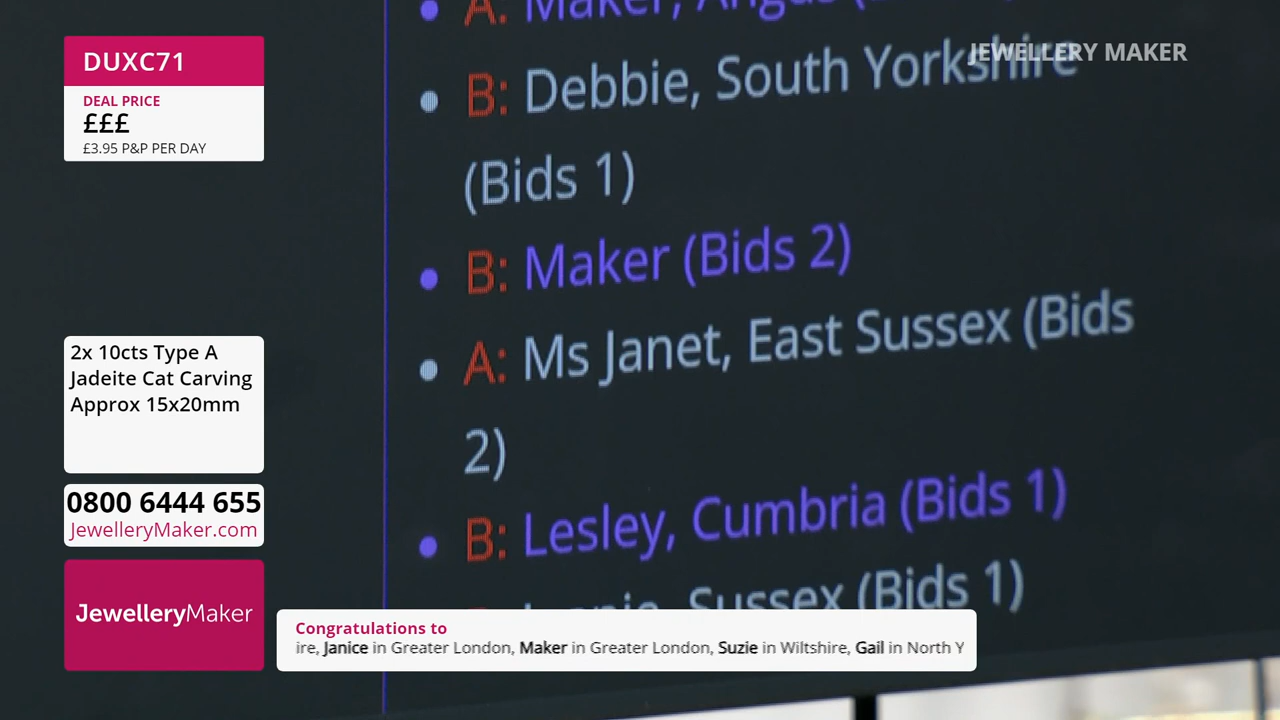 DUXC71
DEAL PRICE
£££
£3.95 P&P PER DAY
2x 10cts Type A
Jadeite Cat Carving
Approx 15x20mm
0800 6444 655
JewelleryMaker.com
JewelleryMaker
JEWELLERY MAKER
A: Maker, Angus
B: Debbie, South Yorkshire
(Bids 1)
B: Maker (Bids 2)
A: Ms Janet, East Sussex (Bids
2)
B: Lesley, Cumbria (Bids 1)
Sussex (Bids 1)
Congratulations to
ire, Janice in Greater London, Maker in Greater London, Suzie in Wiltshire, Gail in North Y